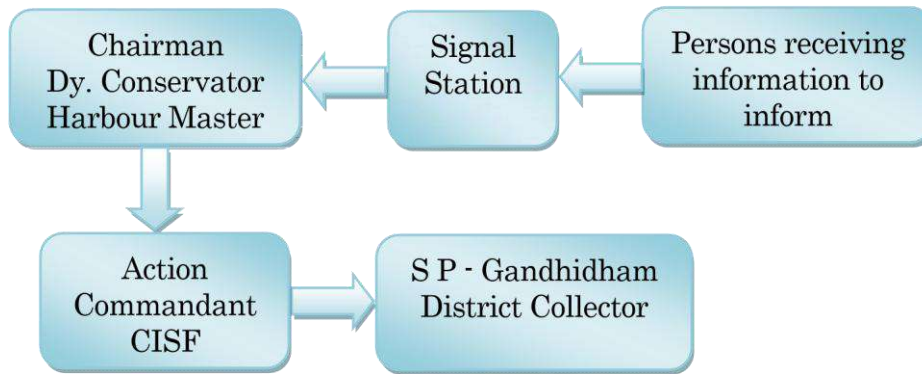 Chairman
Dy. Conservator
Harbour Master
Signal
Station
Persons receiving
information to
inform
Action
Commandant
CISF
S P - Gandhidham
District Collector